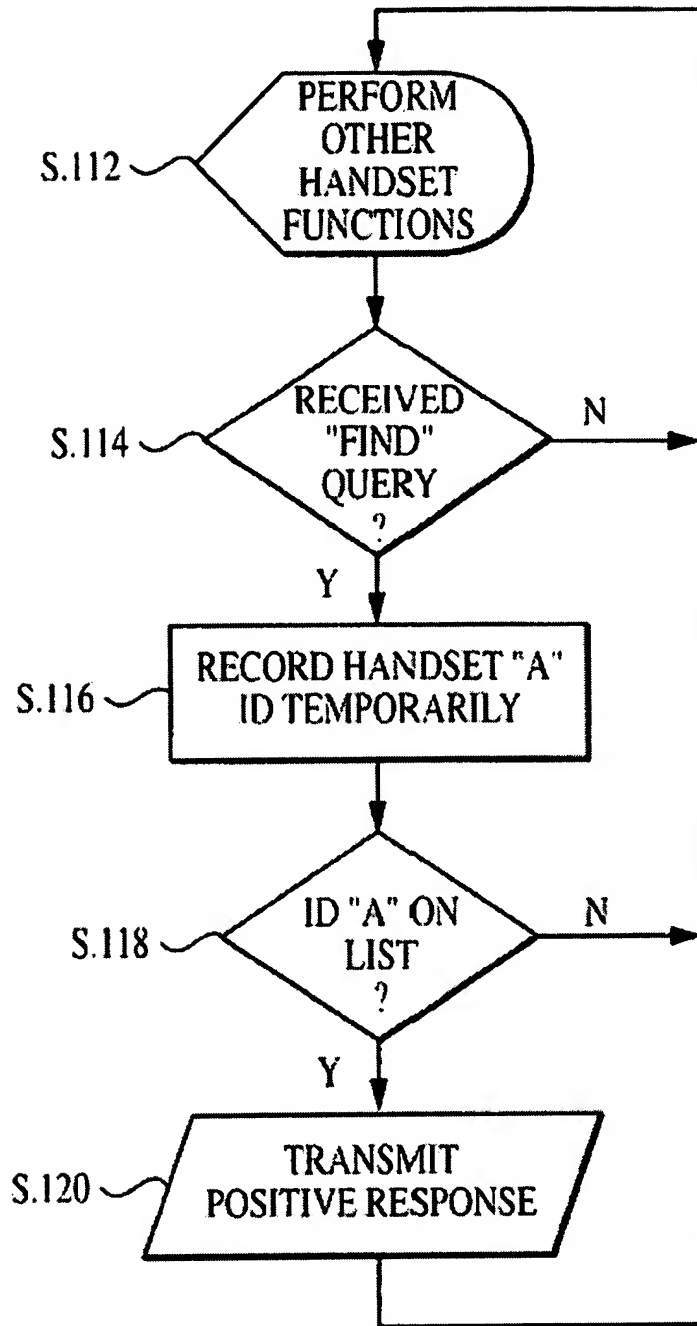 PERFORM
OTHER
HANDSET
FUNCTIONS
S.112
RECEIVED
"FIND"
QUERY
?
S.114
N
Y
RECORD HANDSET "A"
ID TEMPORARILY
S.116
ID "A" ON
LIST
?
S.118
N
Y
TRANSMIT
POSITIVE RESPONSE
S.120